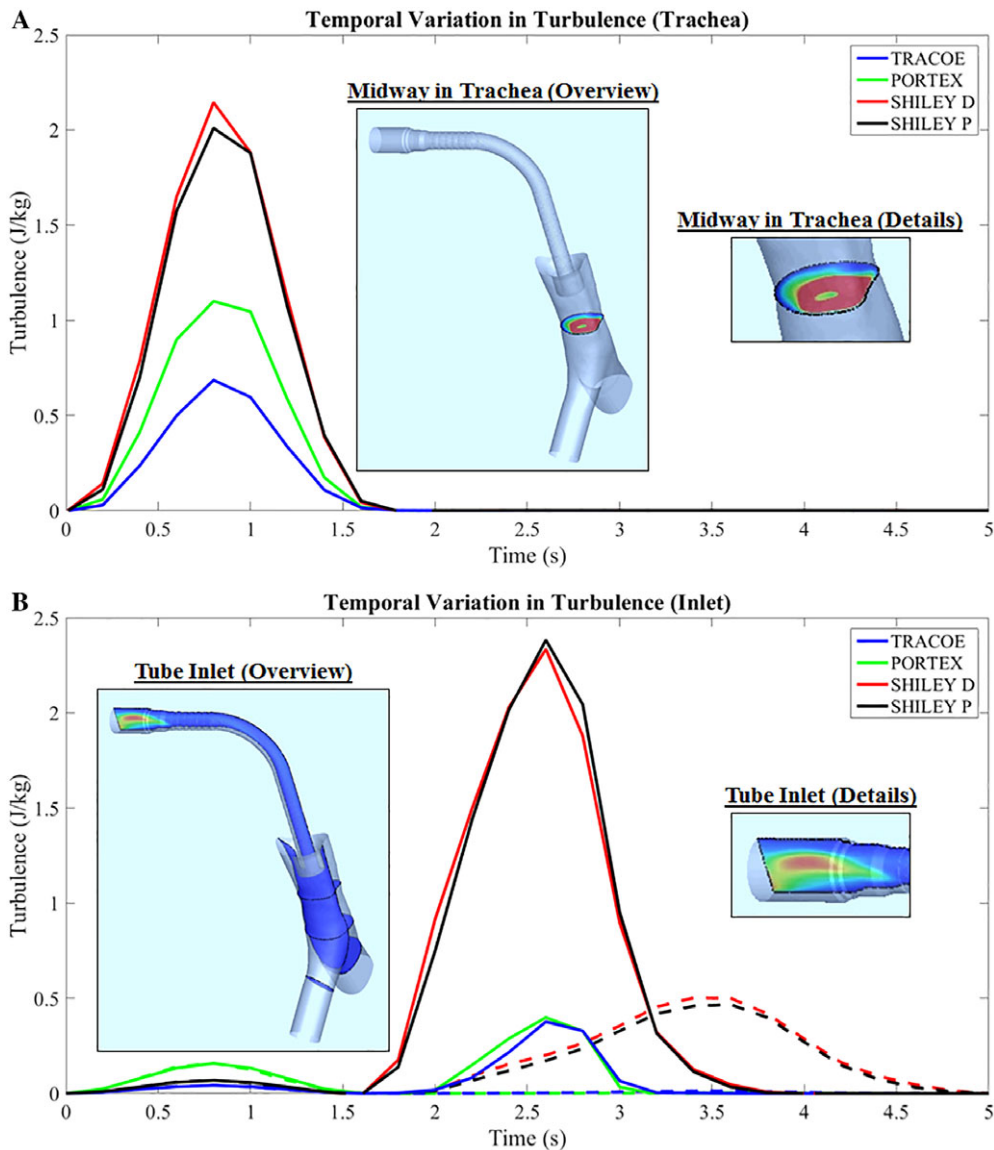 A
Temporal Variation in Turbulence (Trachea)
2.5
2
1.5
1
0.5
0
Turbulence (J/kg)
TRACOE
PORTEX
SHILEY D
SHILEY P
Midway in Trachea (Overview)
Midway in Trachea (Details)
0 0.5 1 1.5 2 2.5 3 3.5 4 4.5 5
Time (s)
B
Temporal Variation in Turbulence (Inlet)
2.5
2
1.5
1
0.5
0
Turbulence (J/kg)
TRACOE
PORTEX
SHILEY D
SHILEY P
Tube Inlet (Overview)
Tube Inlet (Details)
0 0.5 1 1.5 2 2.5 3 3.5 4 4.5 5
Time (s)